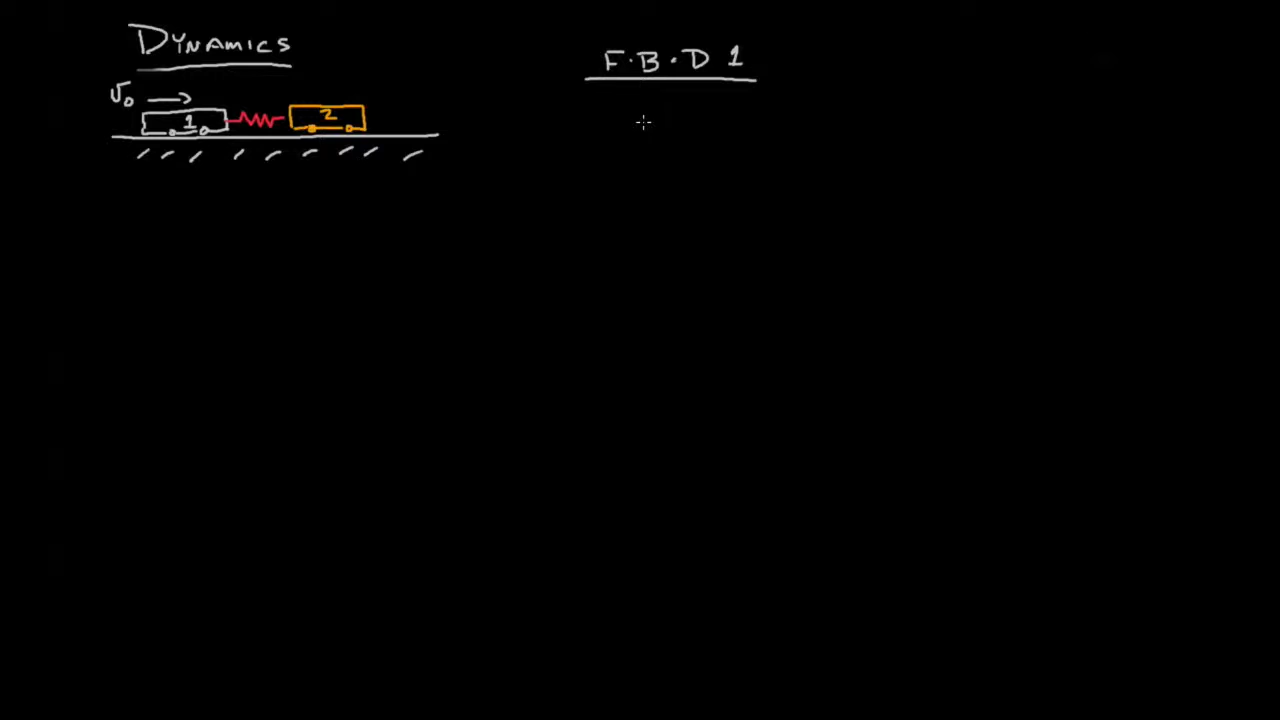 Dynamics
F.B.D 1
v₀
1
2